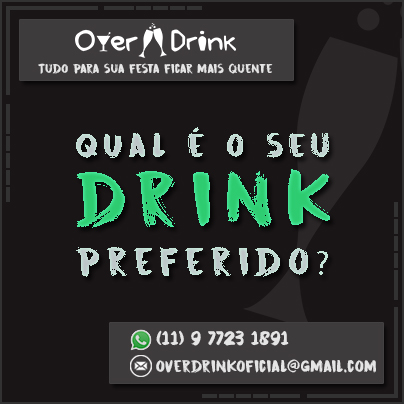 Over Drink
TUDO PARA SUA FESTA FICAR MAIS QUENTE
QUAL É O SEU
DRINK
PREFERIDO?
(11) 9 7723 1891
OVERDRINKOFICIAL@GMAIL.COM